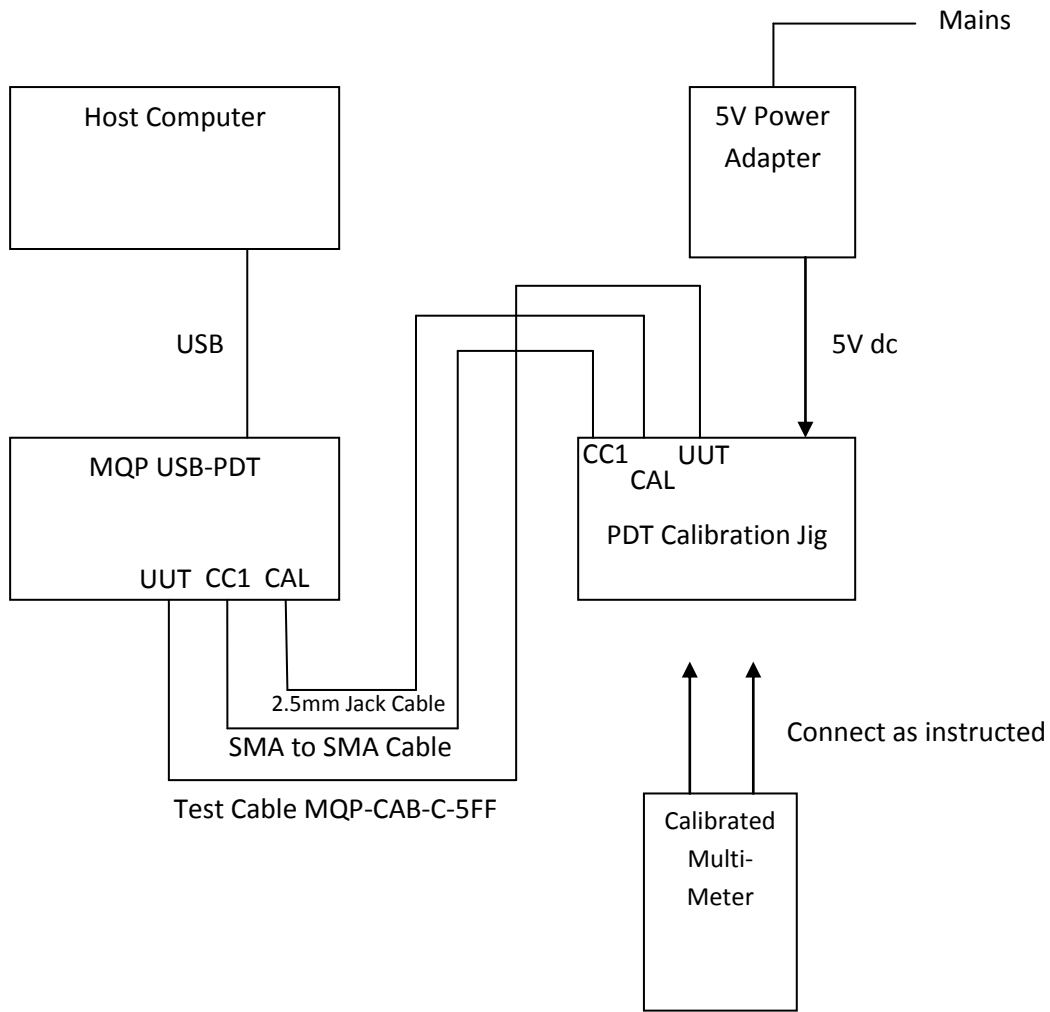 Mains
Host Computer
5V Power
Adapter
USB
5V dc
MQP USB-PDT
UUT CC1 CAL
CC1
CAL
UUT
PDT Calibration Jig
2.5mm Jack Cable
SMA to SMA Cable
Test Cable MQP-CAB-C-5FF
Connect as instructed
Calibrated
Multi-
Meter